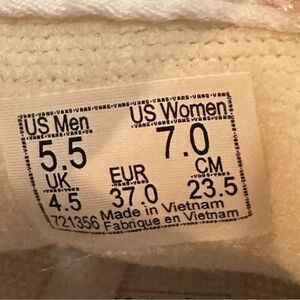 US Men US Women
5.5 7.0
UK EUR CM
4.5 37.0 23.5
721356 Made in Vietnam
Fabrique en Vietnam